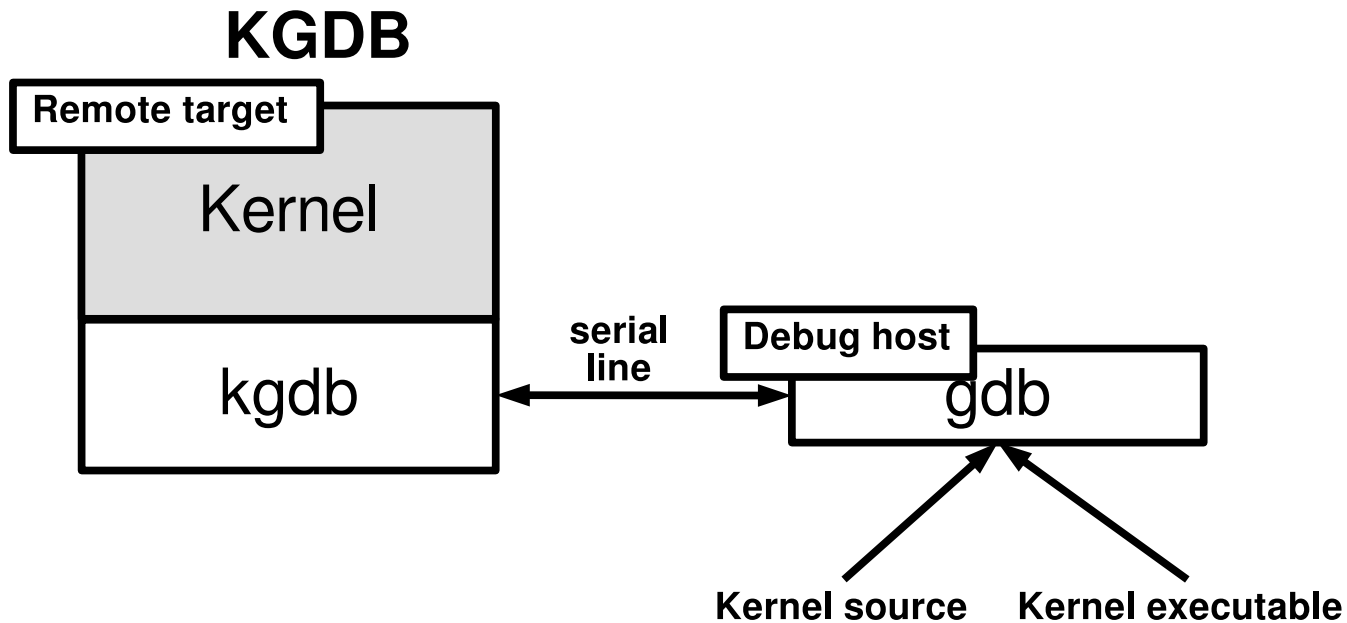 KGDB
Remote target
Kernel
kgdb
serial
line
Debug host
gdb
Kernel source
Kernel executable